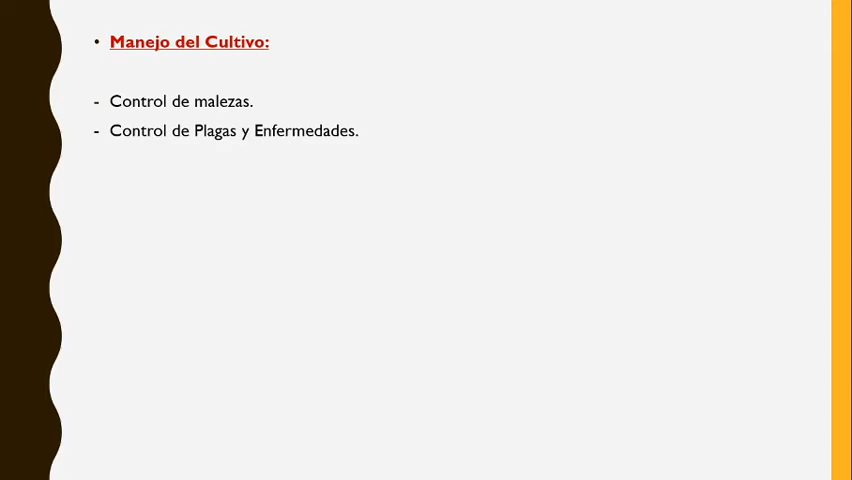 • Manejo del Cultivo:
- Control de malezas.
- Control de Plagas y Enfermedades.